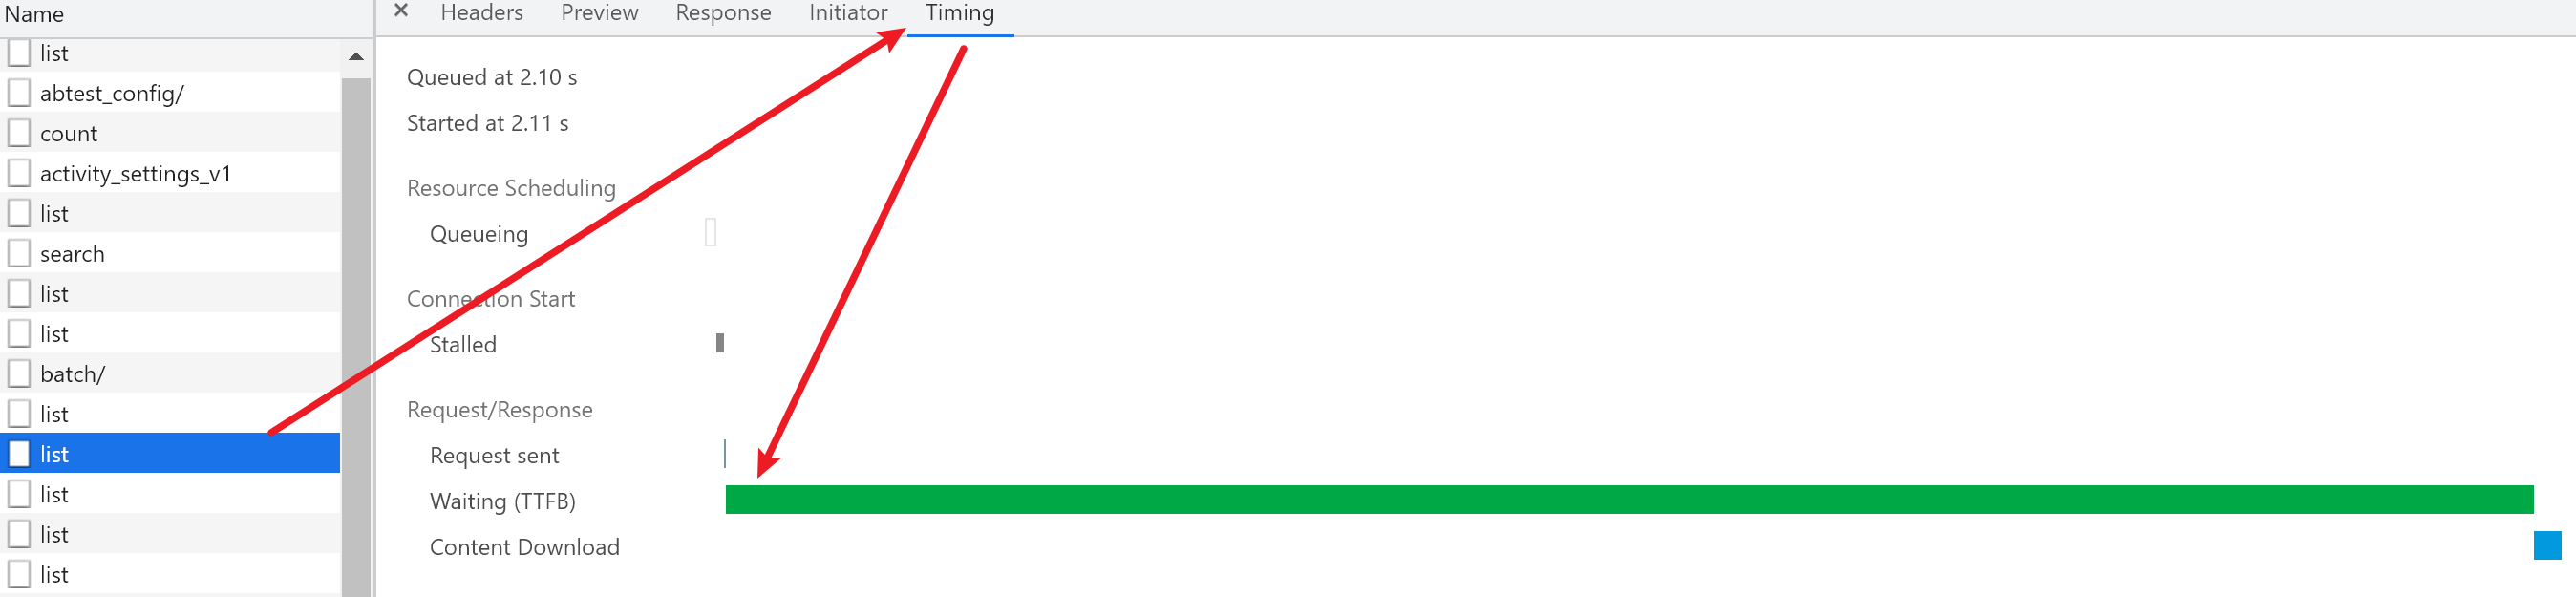 Name
list
abtest_config/
count
activity_settings_v1
list
search
list
list
batch/
list
list
list
list
list
× Headers Preview Response Initiator Timing
Queued at 2.10 s
Started at 2.11 s
Resource Scheduling
Queueing
Connection Start
Stalled
Request/Response
Request sent
Waiting (TTFB)
Content Download